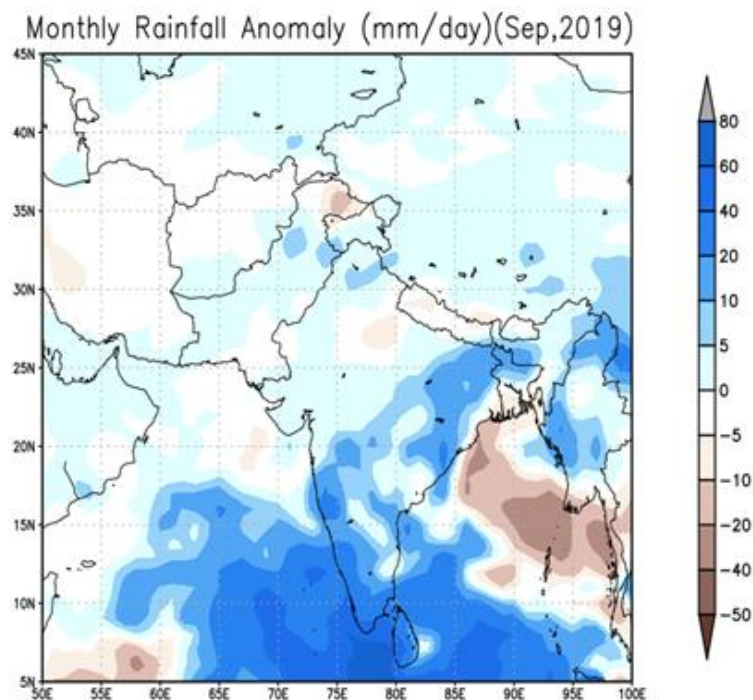 Monthly Rainfall Anomaly (mm/day)(Sep,2019)
45N
40N
35N
30N
25N
20N
15N
10N
5N
50E 55E 60E 65E 70E 75E 80E 85E 90E 95E 100E
80
60
40
20
10
5
0
-5
-10
-20
-40
-50